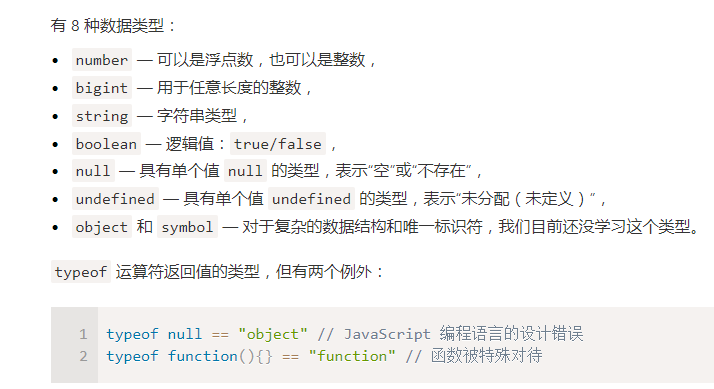 有 8 种数据类型：
• number — 可以是浮点数，也可以是整数，
• bigint — 用于任意长度的整数，
• string — 字符串类型，
• boolean — 逻辑值：true/false，
• null — 具有单个值 null 的类型，表示“空”或“不存在”，
• undefined — 具有单个值 undefined 的类型，表示“未分配（未定义）”，
• object 和 symbol — 对于复杂的数据结构和唯一标识符，我们目前还没学习这个类型。
typeof 运算符返回值的类型，但有两个例外：
1 typeof null == "object" // JavaScript 编程语言的设计错误
2 typeof function(){} == "function" // 函数被特殊对待